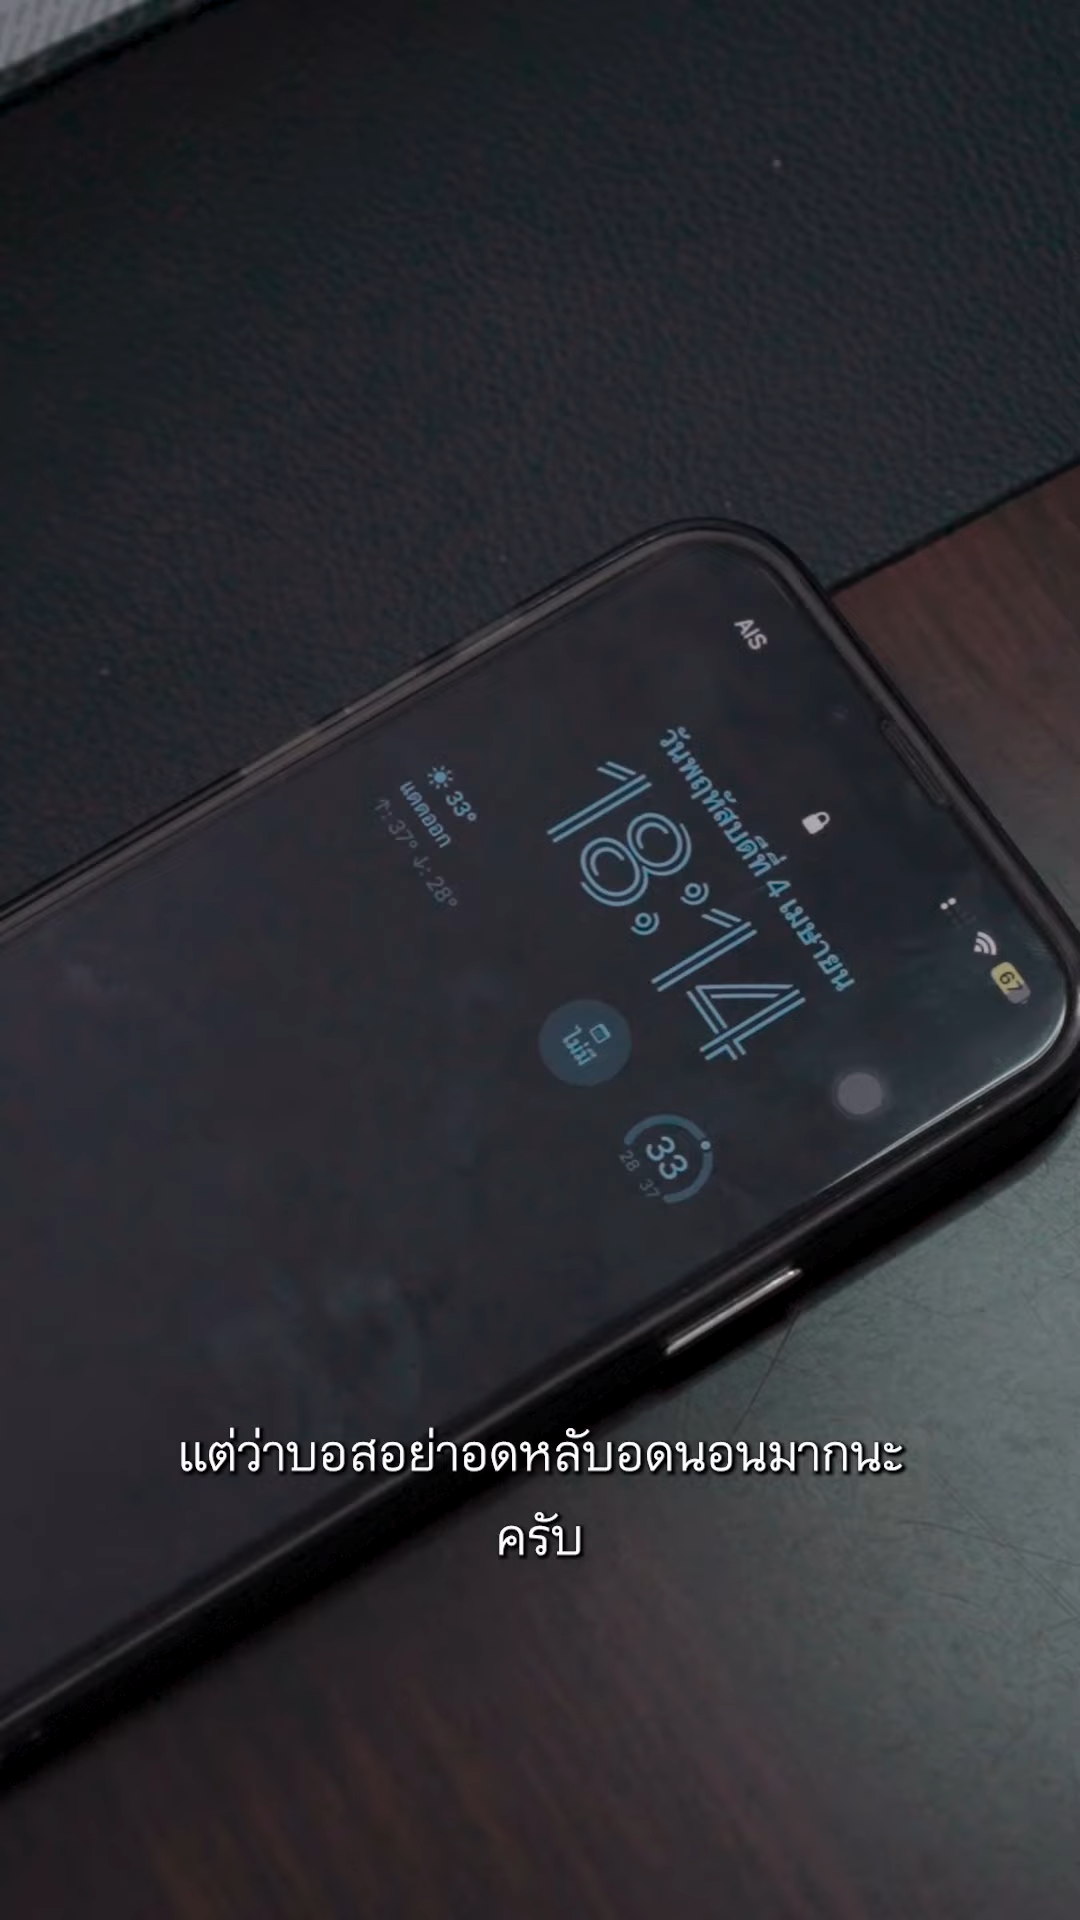 AIS
67
วันพฤหัสบดีที่ 4 เมษายน
18:14
33°
แดดออก
↑: 37° ↓: 28°
ไม่มี
33
28 37
แต่ว่าบอสอย่าอดหลับอดนอนมากนะ
ครับ